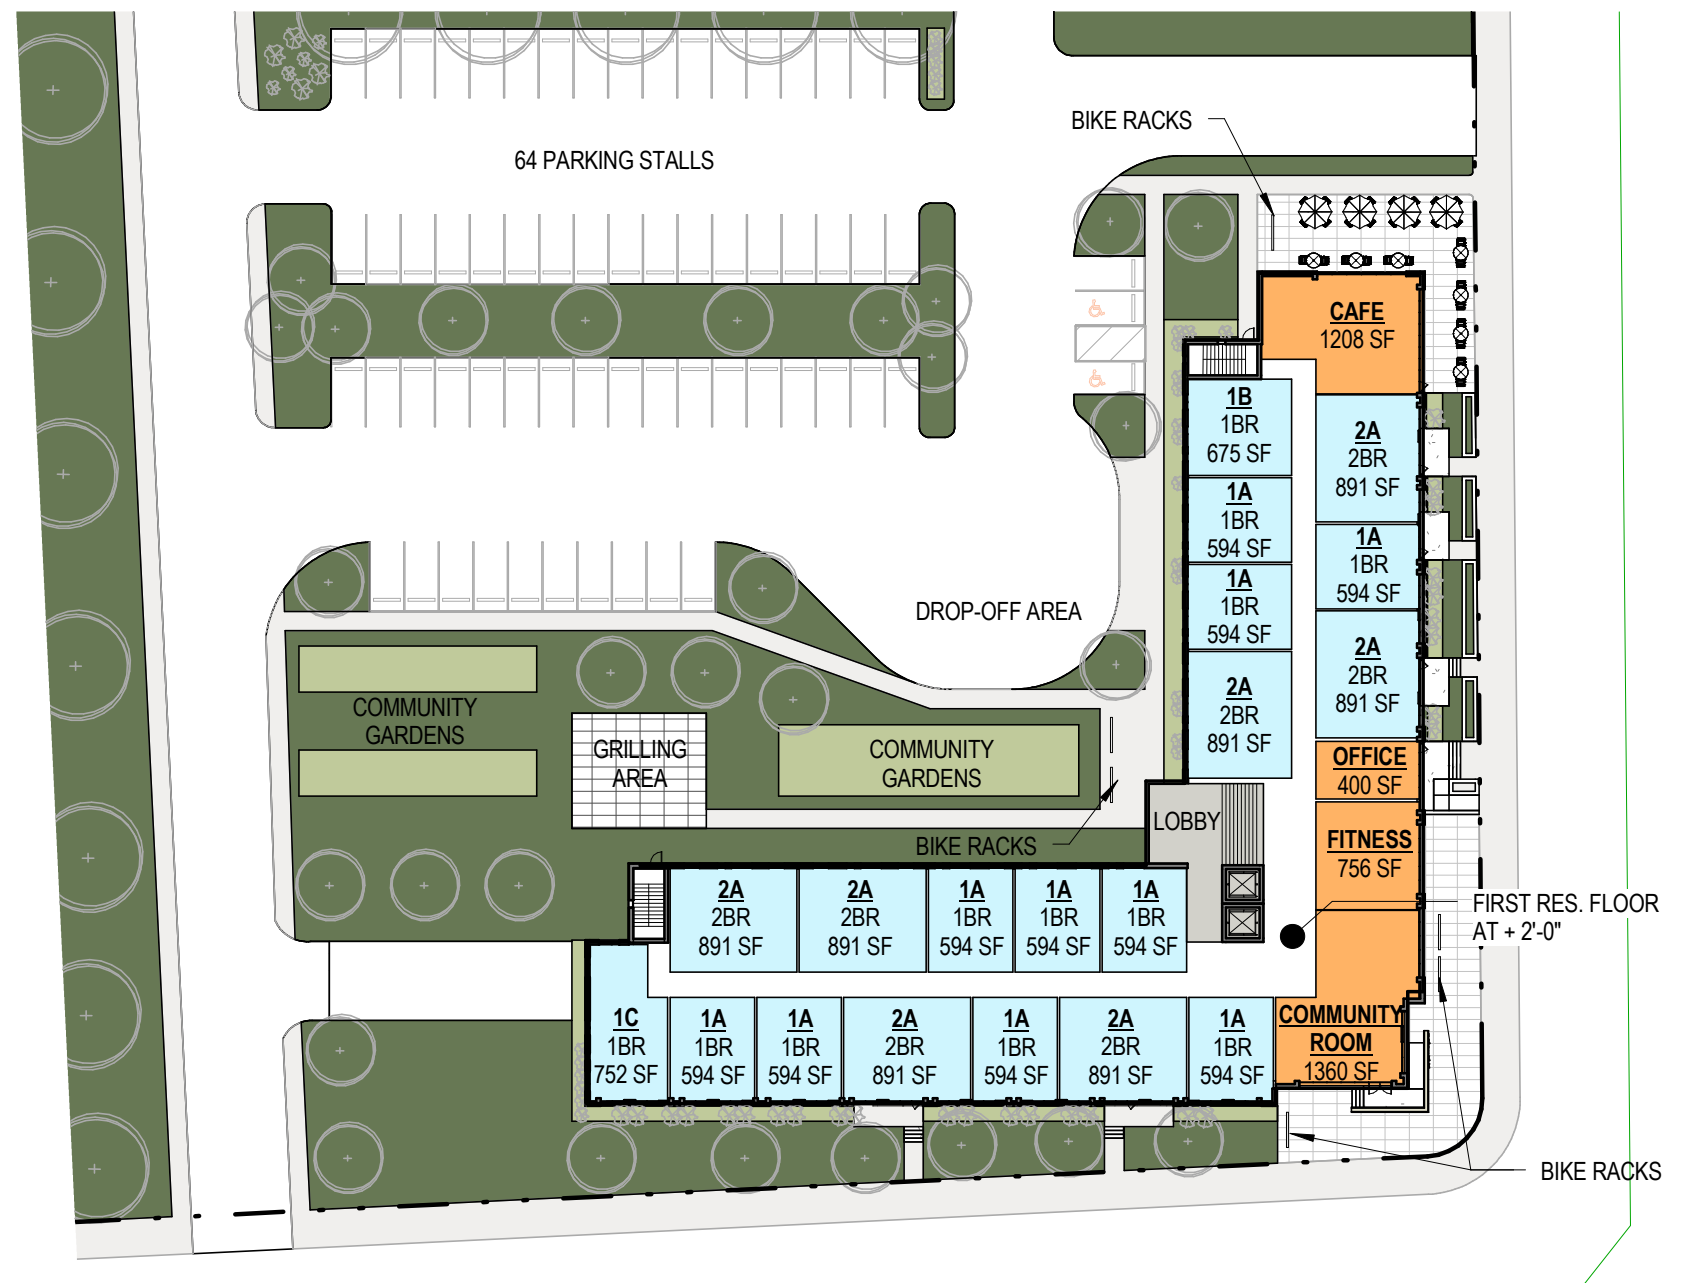 BIKE RACKS
64 PARKING STALLS
CAFE
1208 SF
1B
1BR
675 SF
2A
2BR
891 SF
1A
1BR
594 SF
1A
1BR
594 SF
1A
1BR
594 SF
2A
2BR
891 SF
2A
2BR
891 SF
DROP-OFF AREA
COMMUNITY
GARDENS
GRILLING
AREA
COMMUNITY
GARDENS
OFFICE
400 SF
LOBBY
FITNESS
756 SF
BIKE RACKS
2A
2BR
891 SF
2A
2BR
891 SF
1A
1BR
594 SF
1A
1BR
594 SF
1A
1BR
594 SF
FIRST RES. FLOOR
AT + 2'-0"
1C
1BR
752 SF
1A
1BR
594 SF
1A
1BR
594 SF
2A
2BR
891 SF
1A
1BR
594 SF
2A
2BR
891 SF
1A
1BR
594 SF
COMMUNITY
ROOM
1360 SF
BIKE RACKS